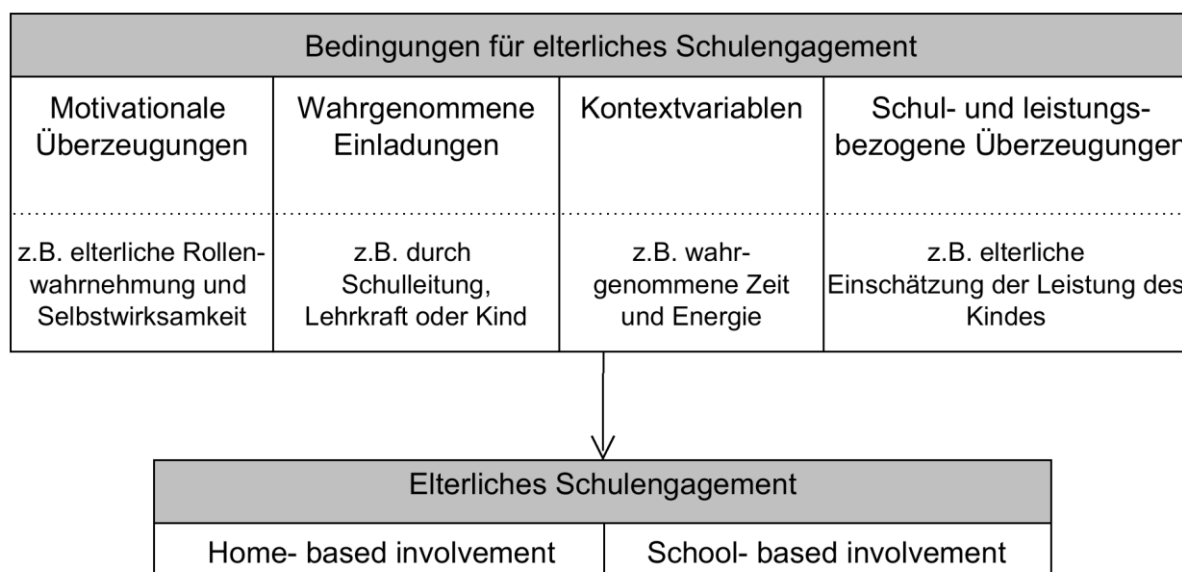 Bedingungen für elterliches Schulengagement
Motivationale
Überzeugungen
Wahrgenommene
Einladungen
Kontextvariablen
Schul- und leistungs-
bezogene Überzeugungen
z.B. elterliche Rollen-
wahrnehmung und
Selbstwirksamkeit
z.B. durch
Schulleitung,
Lehrkraft oder Kind
z.B. wahr-
genommene Zeit
und Energie
z.B. elterliche
Einschätzung der Leistung des
Kindes
Elterliches Schulengagement
Home- based involvement
School- based involvement